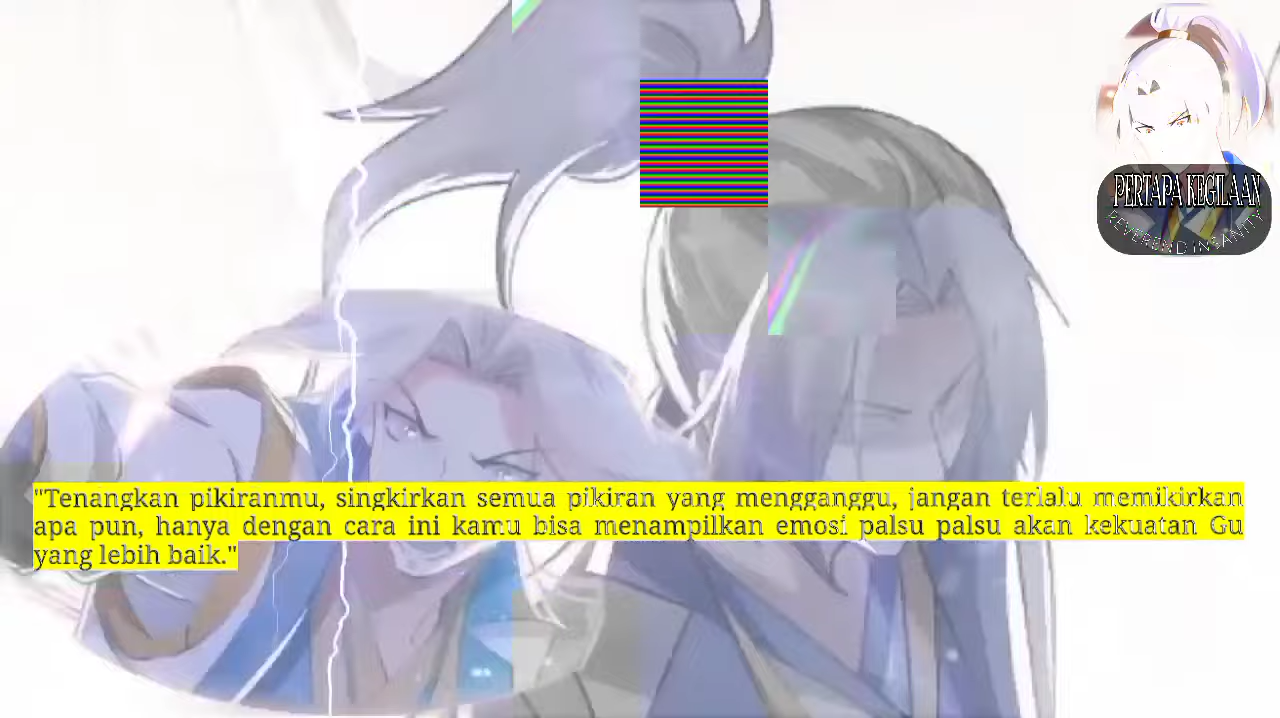 PERTAPA KEGILAAN
REVEREND INSANITY
"Tenangkan pikiranmu, singkirkan semua pikiran yang mengganggu, jangan terlalu memikirkan
apa pun, hanya dengan cara ini kamu bisa menampilkan emosi palsu palsu akan kekuatan Gu
yang lebih baik."